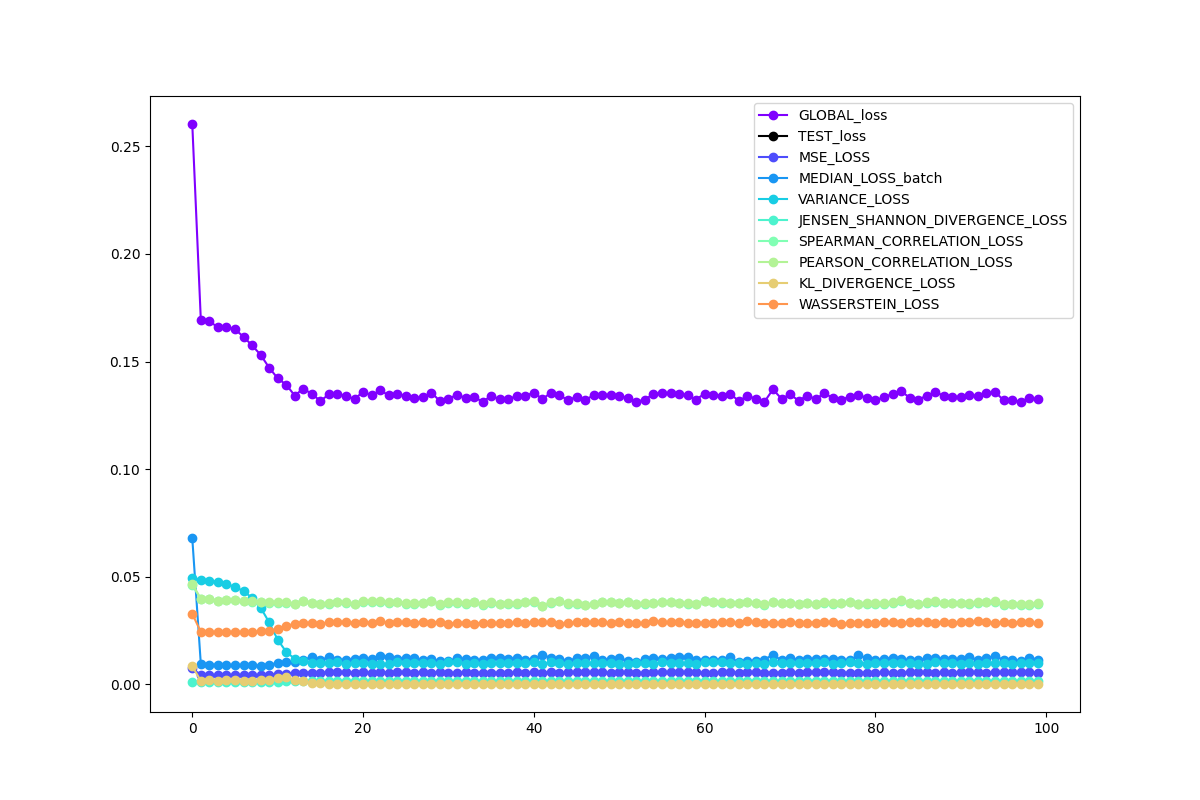 GLOBAL_loss
TEST_loss
MSE_LOSS
MEDIAN_LOSS_batch
VARIANCE_LOSS
JENSEN_SHANNON_DIVERGENCE_LOSS
SPEARMAN_CORRELATION_LOSS
PEARSON_CORRELATION_LOSS
KL_DIVERGENCE_LOSS
WASSERSTEIN_LOSS
0.25
0.20
0.15
0.10
0.05
0.00
0 20 40 60 80 100